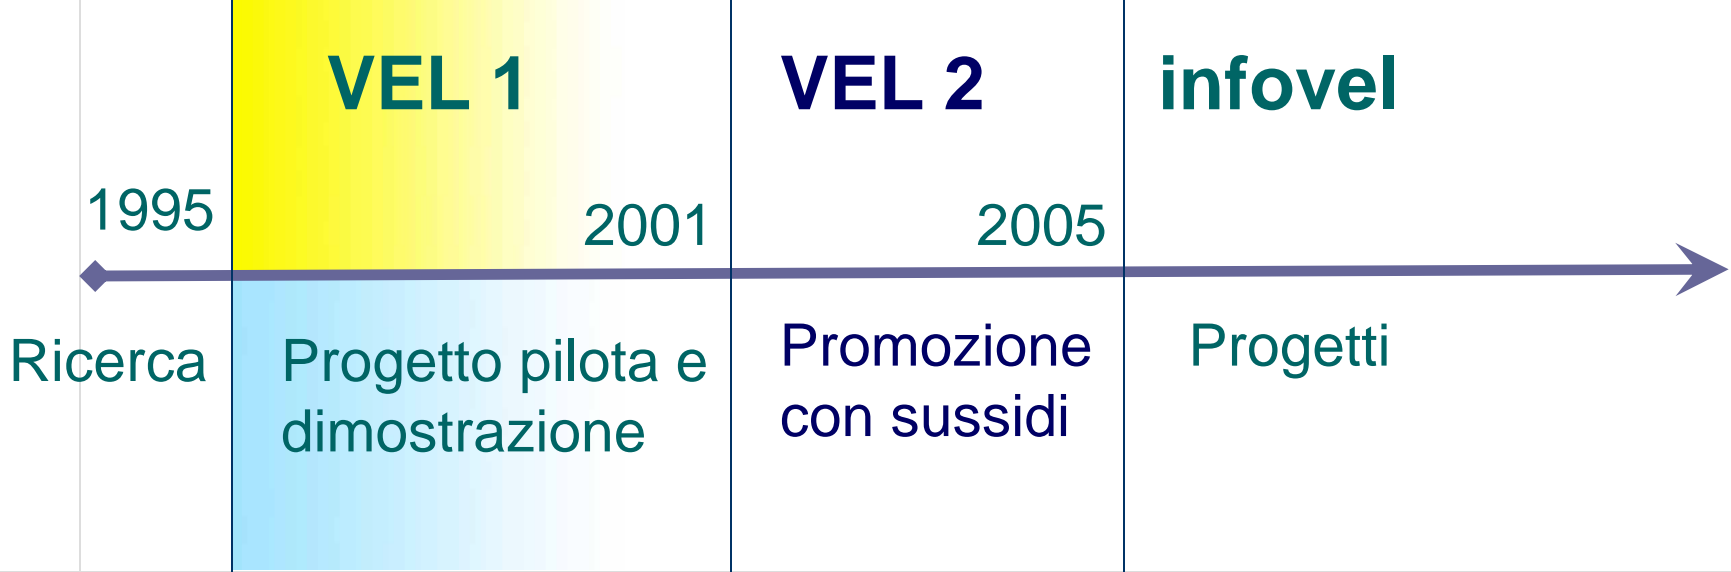 VEL 1
VEL 2
infovel
1995
2001
2005
Ricerca
Progetto pilota e
dimostrazione
Promozione
con sussidi
Progetti